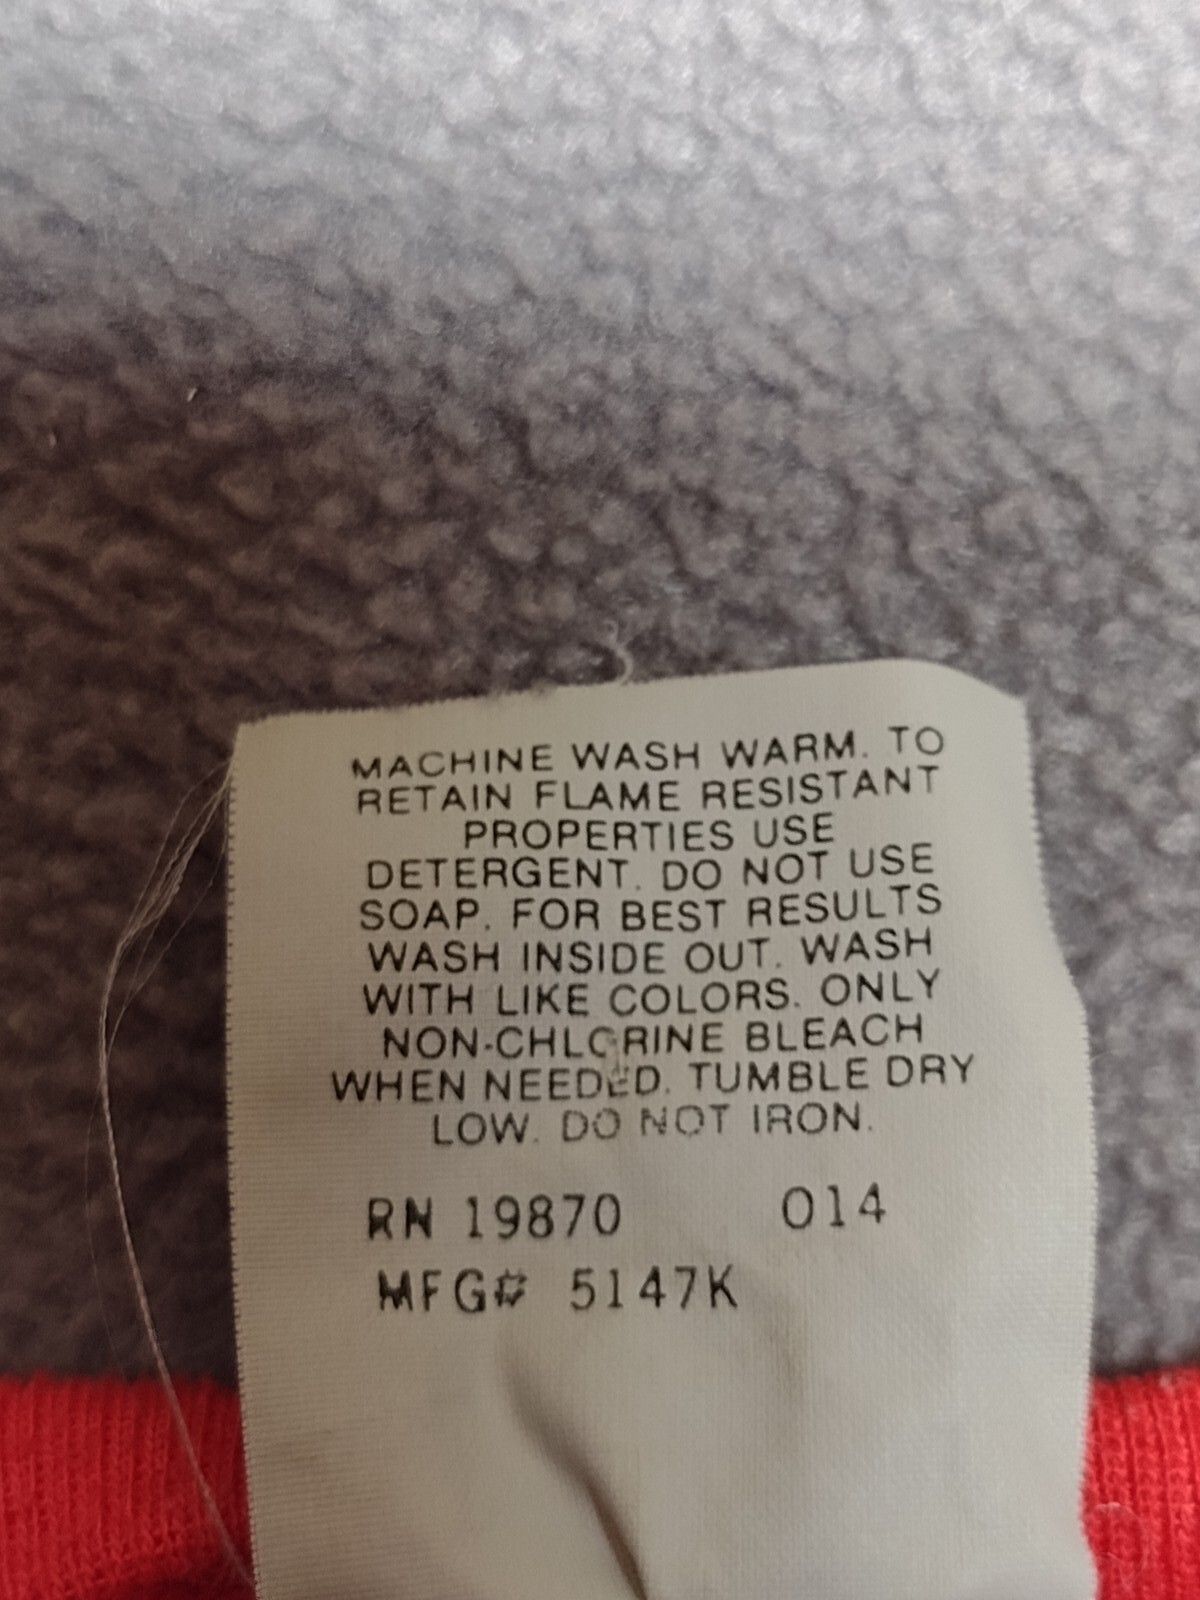 MACHINE WASH WARM. TO
RETAIN FLAME RESISTANT
PROPERTIES USE
DETERGENT. DO NOT USE
SOAP. FOR BEST RESULTS
WASH INSIDE OUT. WASH
WITH LIKE COLORS. ONLY
NON-CHLORINE BLEACH
WHEN NEEDED. TUMBLE DRY
LOW. DO NOT IRON.
RN 19870 014
MFG# 5147K